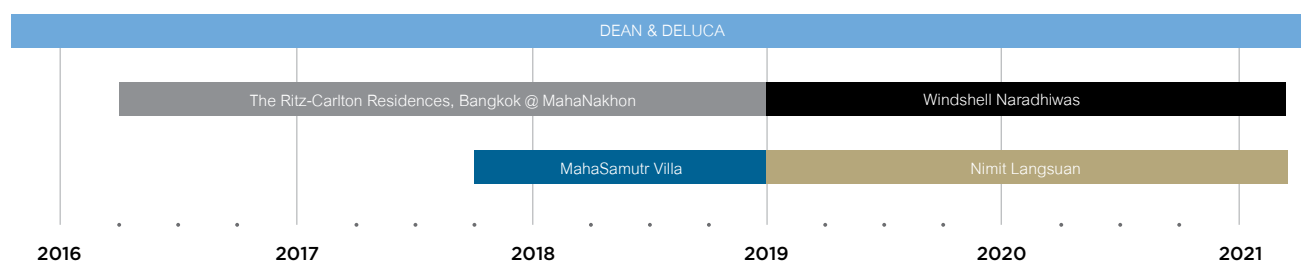 DEAN & DELUCA
The Ritz-Carlton Residences, Bangkok @ MahaNakhon
Windshell Naradhiwas
MahaSamutr Villa
Nimit Langsuan
2016 2017 2018 2019 2020 2021